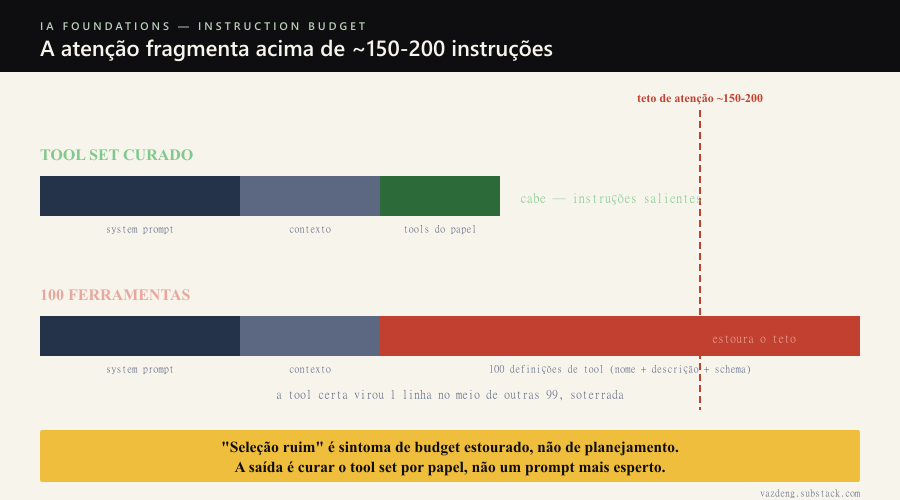 IA FOUNDATIONS — INSTRUCTION BUDGET
A atenção fragmenta acima de ~150-200 instruções
teto de atenção ~150-200
TOOL SET CURADO
cabe — instruções salientes
system prompt
contexto
tools do papel
100 FERRAMENTAS
estoura o teto
system prompt
contexto
100 definições de tool (nome + descrição + schema)
a tool certa virou 1 linha no meio de outras 99, soterrada
"Seleção ruim" é sintoma de budget estourado, não de planejamento.
A saída é curar o tool set por papel, não um prompt mais esperto.
vazdeng.substack.com